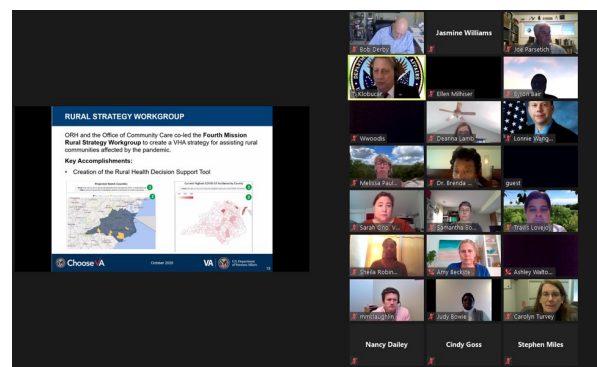 RURAL STRATEGY WORKGROUP
ORH and the Office of Community Care co-led the Fourth Mission
Rural Strategy Workgroup to create a VHA strategy for assisting rural
communities affected by the pandemic.
Key Accomplishments:
• Creation of the Rural Health Decision Support Tool
Choose VA
October 2020
VA
U.S. Department
of Veterans Affairs
Bob Derby
Jasmine Williams
Joe Parsetich
T. Klobucar
Ellen Milhiser
Byron Bair
Wwoodis
Deanna Lamb
Lonnie Wang...
Melissa Paul...
Dr. Brenda ...
guest
Sarah Ono, V...
Samantha So...
Travis Lovejoy
Sheila Robin...
Amy Beckste...
Ashley Walto...
mmclaughlin
Judy Bowie
Carolyn Turvey
Nancy Dailey
Cindy Goss
Stephen Miles